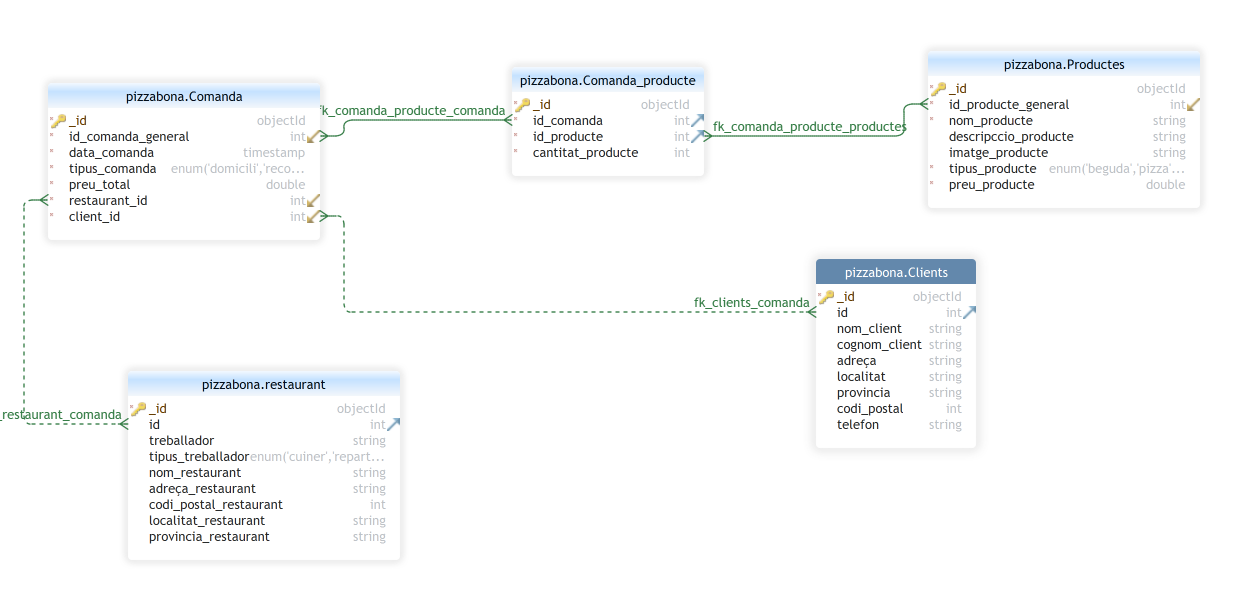 pizzabona.Comanda
_id objectId
id_comanda_general int
data_comanda timestamp
tipus_comanda enum('domicili','reco...
preu_total double
restaurant_id int
client_id int
fk_comanda_producte_comanda
pizzabona.Comanda_producte
_id objectId
id_comanda int
id_producte int
cantitat_producte int
fk_comanda_producte_productes
pizzabona.Productes
_id objectId
id_producte_general int
nom_producte string
descripccio_producte string
imatge_producte string
tipus_producte enum('beguda','pizza'...
preu_producte double
fk_clients_comanda
pizzabona.Clients
_id objectId
id int
nom_client string
cognom_client string
adreça string
localitat string
provincia string
codi_postal int
telefon string
_restaurant_comanda
pizzabona.restaurant
_id objectId
id int
treballador string
tipus_treballador enum('cuiner','repart...
nom_restaurant string
adreça_restaurant string
codi_postal_restaurant int
localitat_restaurant string
provincia_restaurant string